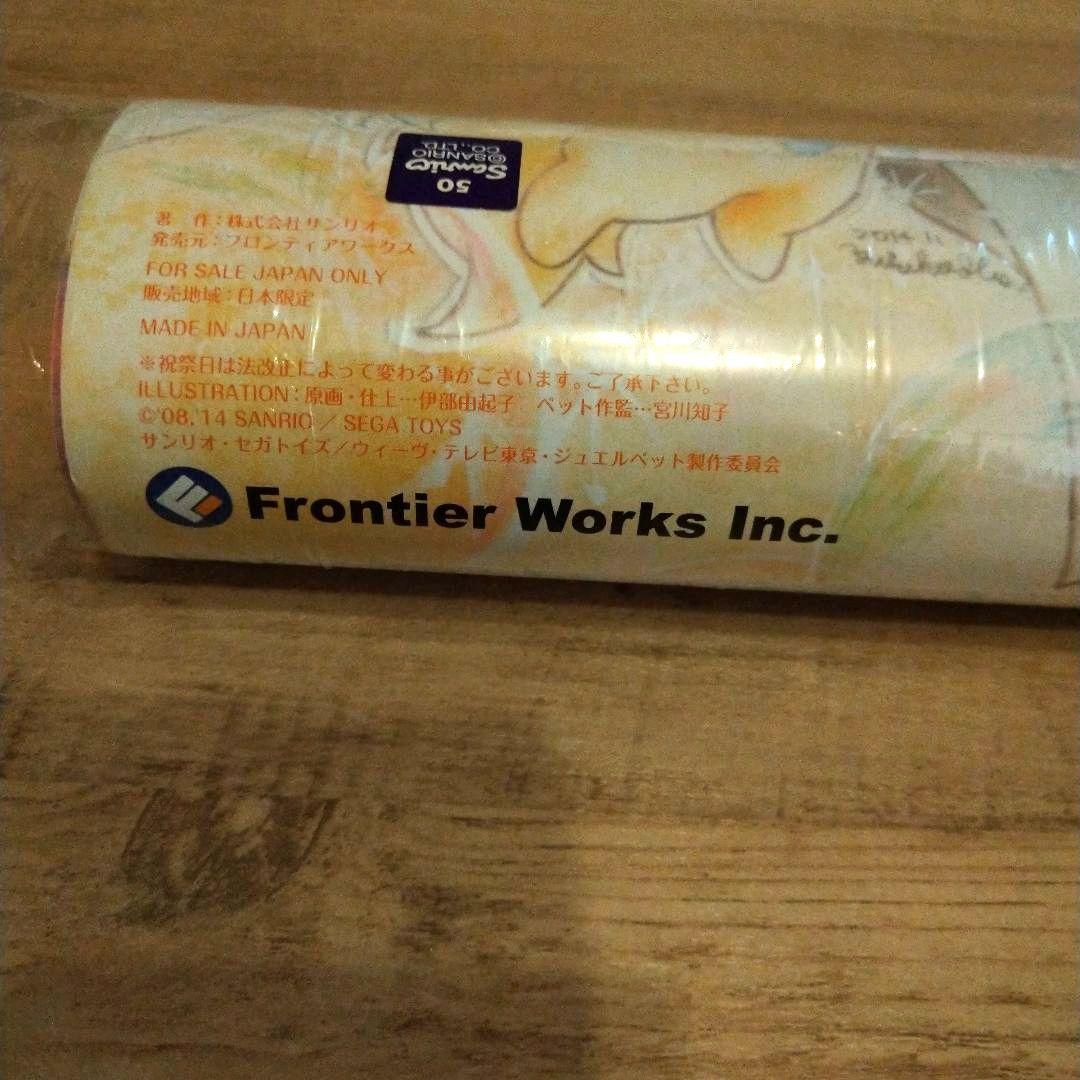 50
Sanrio
©SANRIO
CO., LTD.
著 作：株式会社サンリオ
発売元：フロンティアワークス
FOR SALE JAPAN ONLY
販売地域：日本限定
MADE IN JAPAN
※祝祭日は法改正によって変わる事がございます。ご了承下さい。
ILLUSTRATION：原画・仕上…伊部由起子 ペット作監…宮川知子
©'08,'14 SANRIO／SEGA TOYS
サンリオ・セガトイズ／ウィーヴ・テレビ東京・ジュエルペット製作委員会
Frontier Works Inc.